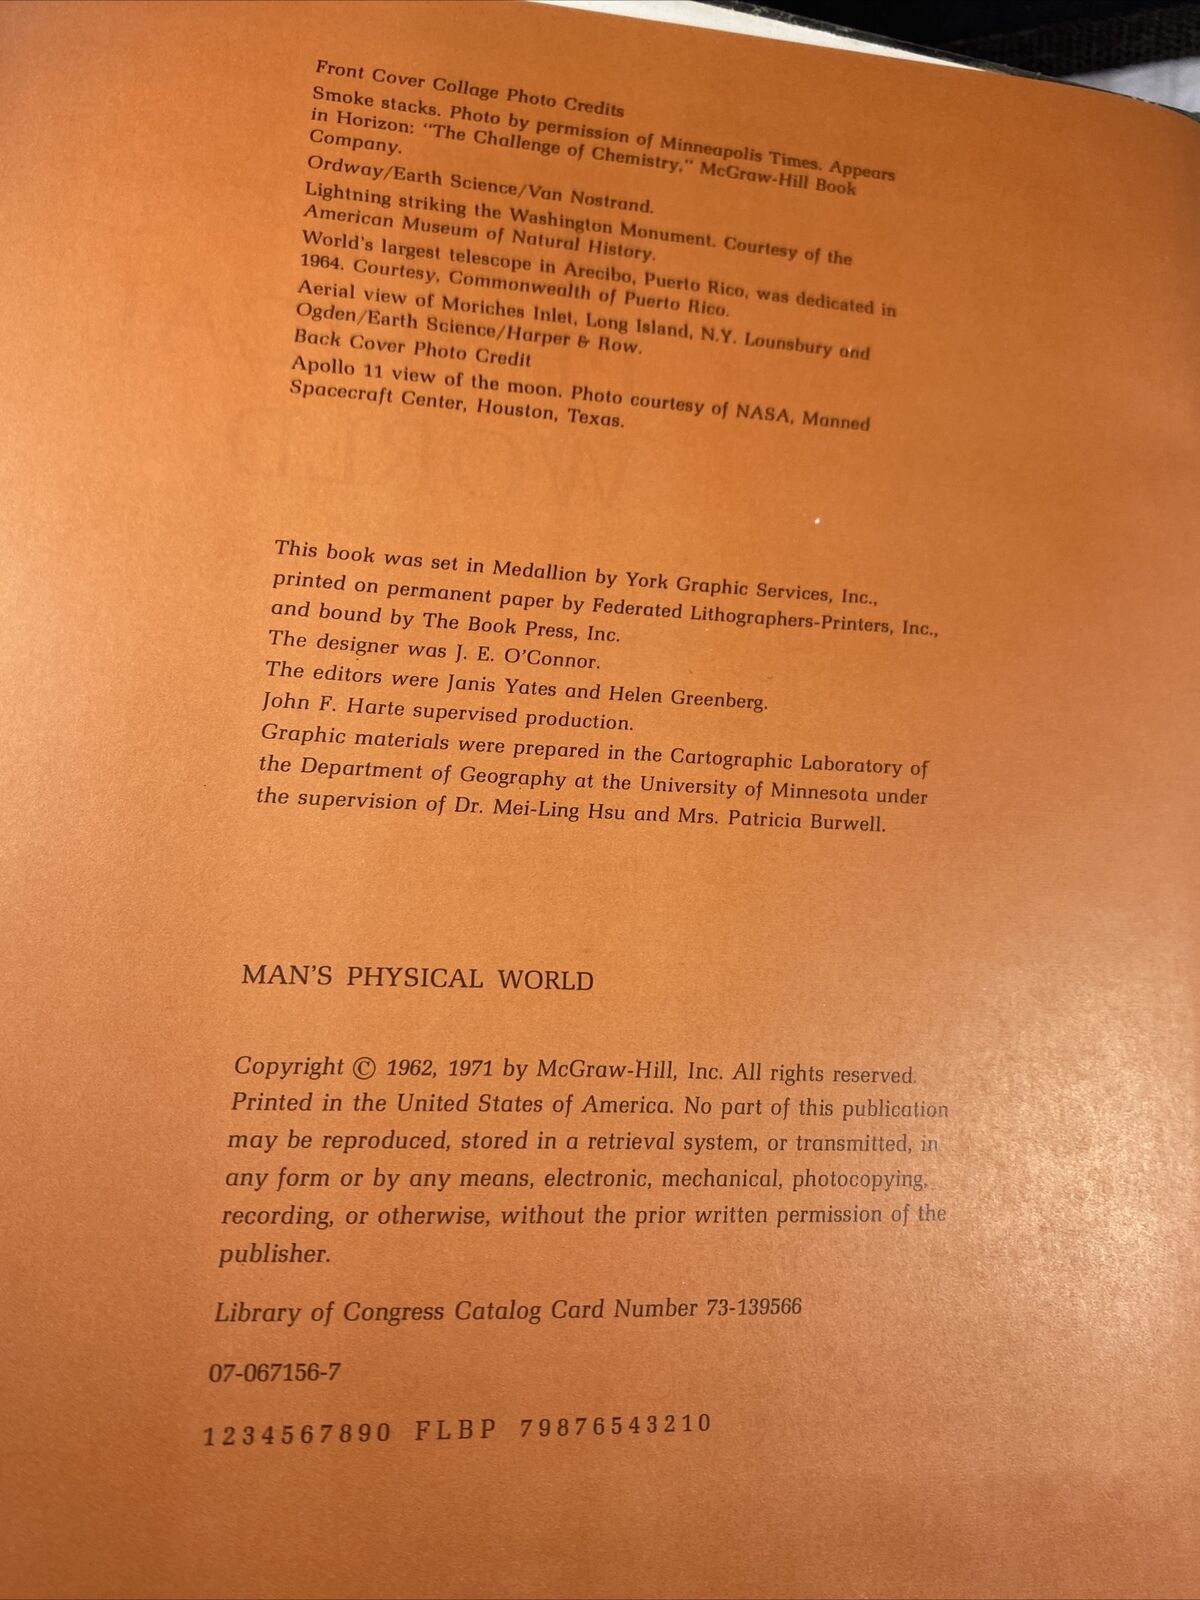 Front Cover Collage Photo Credits
Smoke stacks. Photo by permission of Minneapolis Times. Appears
in Horizon: "The Challenge of Chemistry," McGraw-Hill Book
Company.
Ordway/Earth Science/Van Nostrand.
Lightning striking the Washington Monument. Courtesy of the
American Museum of Natural History.
World's largest telescope in Arecibo, Puerto Rico, was dedicated in
1964. Courtesy, Commonwealth of Puerto Rico.
Aerial view of Moriches Inlet, Long Island, N.Y. Lounsbury and
Ogden/Earth Science/Harper & Row.
Back Cover Photo Credit
Apollo 11 view of the moon. Photo courtesy of NASA, Manned
Spacecraft Center, Houston, Texas.
This book was set in Medallion by York Graphic Services, Inc.,
printed on permanent paper by Federated Lithographers-Printers, Inc.,
and bound by The Book Press, Inc.
The designer was J. E. O'Connor.
The editors were Janis Yates and Helen Greenberg.
John F. Harte supervised production.
Graphic materials were prepared in the Cartographic Laboratory of
the Department of Geography at the University of Minnesota under
the supervision of Dr. Mei-Ling Hsu and Mrs. Patricia Burwell.
MAN'S PHYSICAL WORLD
Copyright © 1962, 1971 by McGraw-Hill, Inc. All rights reserved.
Printed in the United States of America. No part of this publication
may be reproduced, stored in a retrieval system, or transmitted, in
any form or by any means, electronic, mechanical, photocopying,
recording, or otherwise, without the prior written permission of the
publisher.
Library of Congress Catalog Card Number 73-139566
07-067156-7
1234567890 FLBP 79876543210